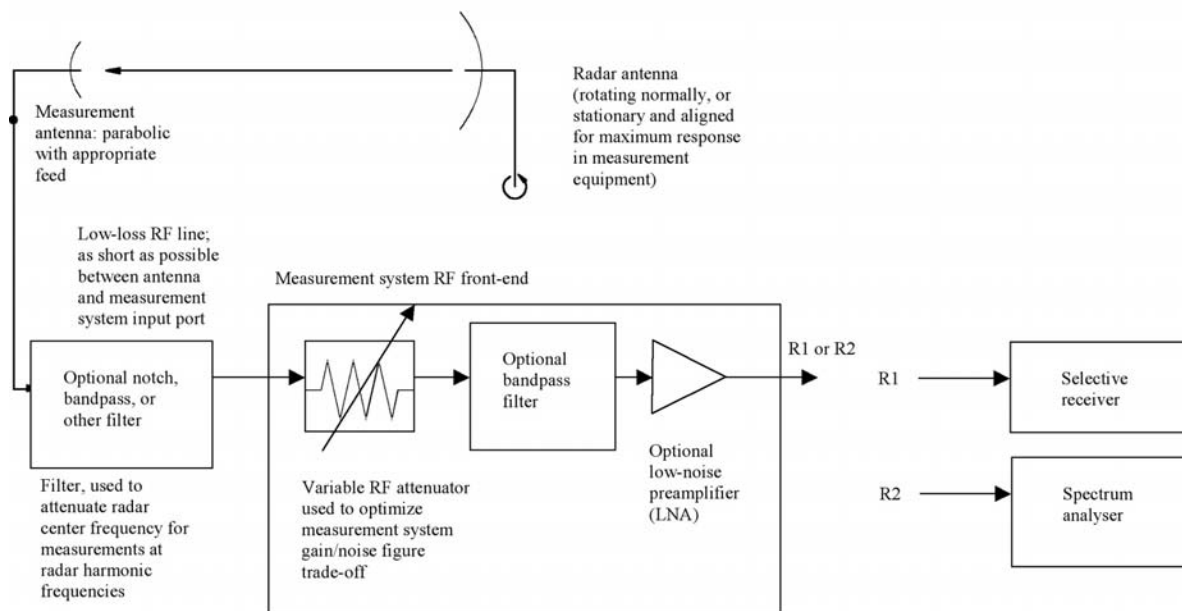 Measurement
antenna: parabolic
with appropriate
feed
Radar antenna
(rotating normally, or
stationary and aligned
for maximum response
in measurement
equipment)
Low-loss RF line;
as short as possible
between antenna
and measurement
system input port
Measurement system RF front-end
Optional notch,
bandpass, or
other filter
Optional
bandpass
filter
R1 or R2
R1
Selective
receiver
Filter, used to
attenuate radar
center frequency for
measurements at
radar harmonic
frequencies
Variable RF attenuator
used to optimize
measurement system
gain/noise figure
trade-off
Optional
low-noise
preamplifier
(LNA)
R2
Spectrum
analyser